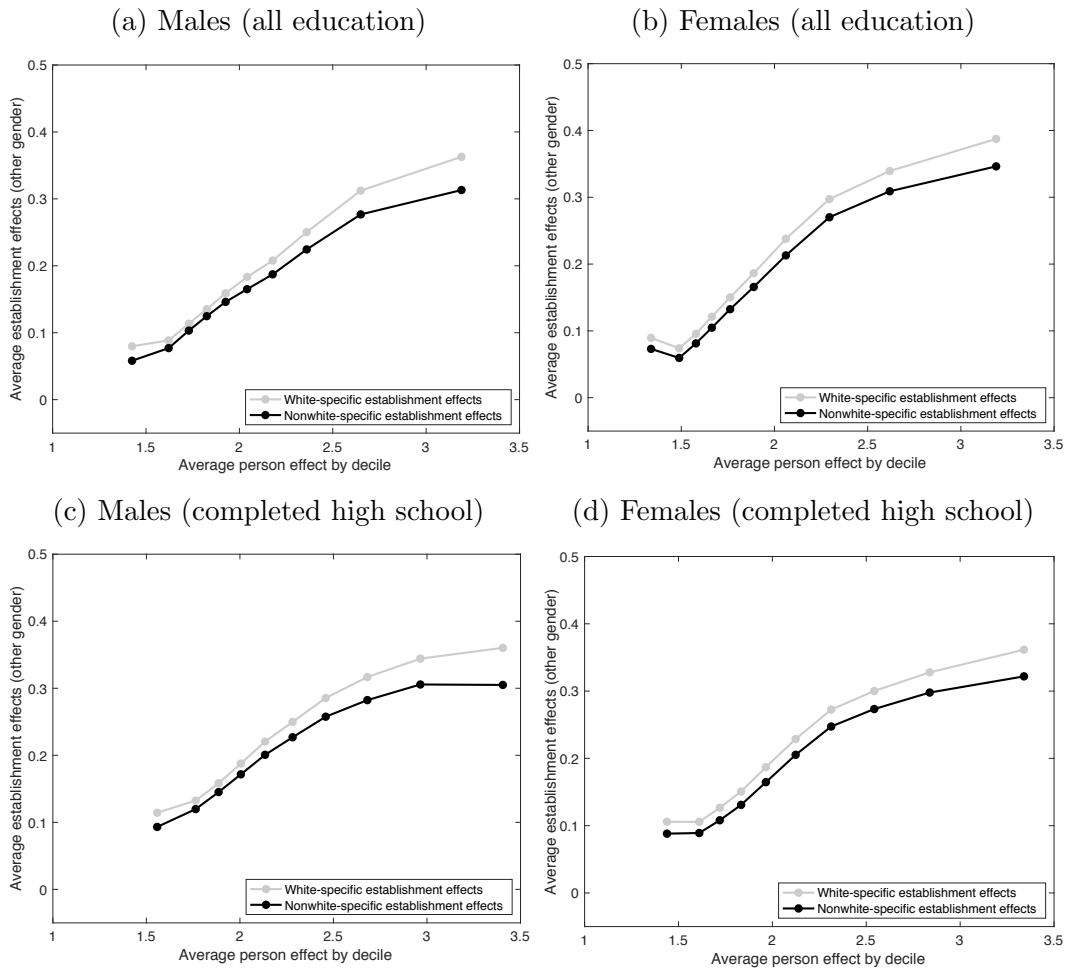 (a) Males (all education)
0.5
0.4
0.3
0.2
0.1
0
Average establishment effects (other gender)
White-specific establishment effects
Nonwhite-specific establishment effects
1 1.5 2 2.5 3 3.5
Average person effect by decile
(b) Females (all education)
0.5
0.4
0.3
0.2
0.1
0
Average establishment effects (other gender)
White-specific establishment effects
Nonwhite-specific establishment effects
1 1.5 2 2.5 3 3.5
Average person effect by decile
(c) Males (completed high school)
0.5
0.4
0.3
0.2
0.1
0
Average establishment effects (other gender)
White-specific establishment effects
Nonwhite-specific establishment effects
1 1.5 2 2.5 3 3.5
Average person effect by decile
(d) Females (completed high school)
0.5
0.4
0.3
0.2
0.1
0
Average establishment effects (other gender)
White-specific establishment effects
Nonwhite-specific establishment effects
1 1.5 2 2.5 3 3.5
Average person effect by decile